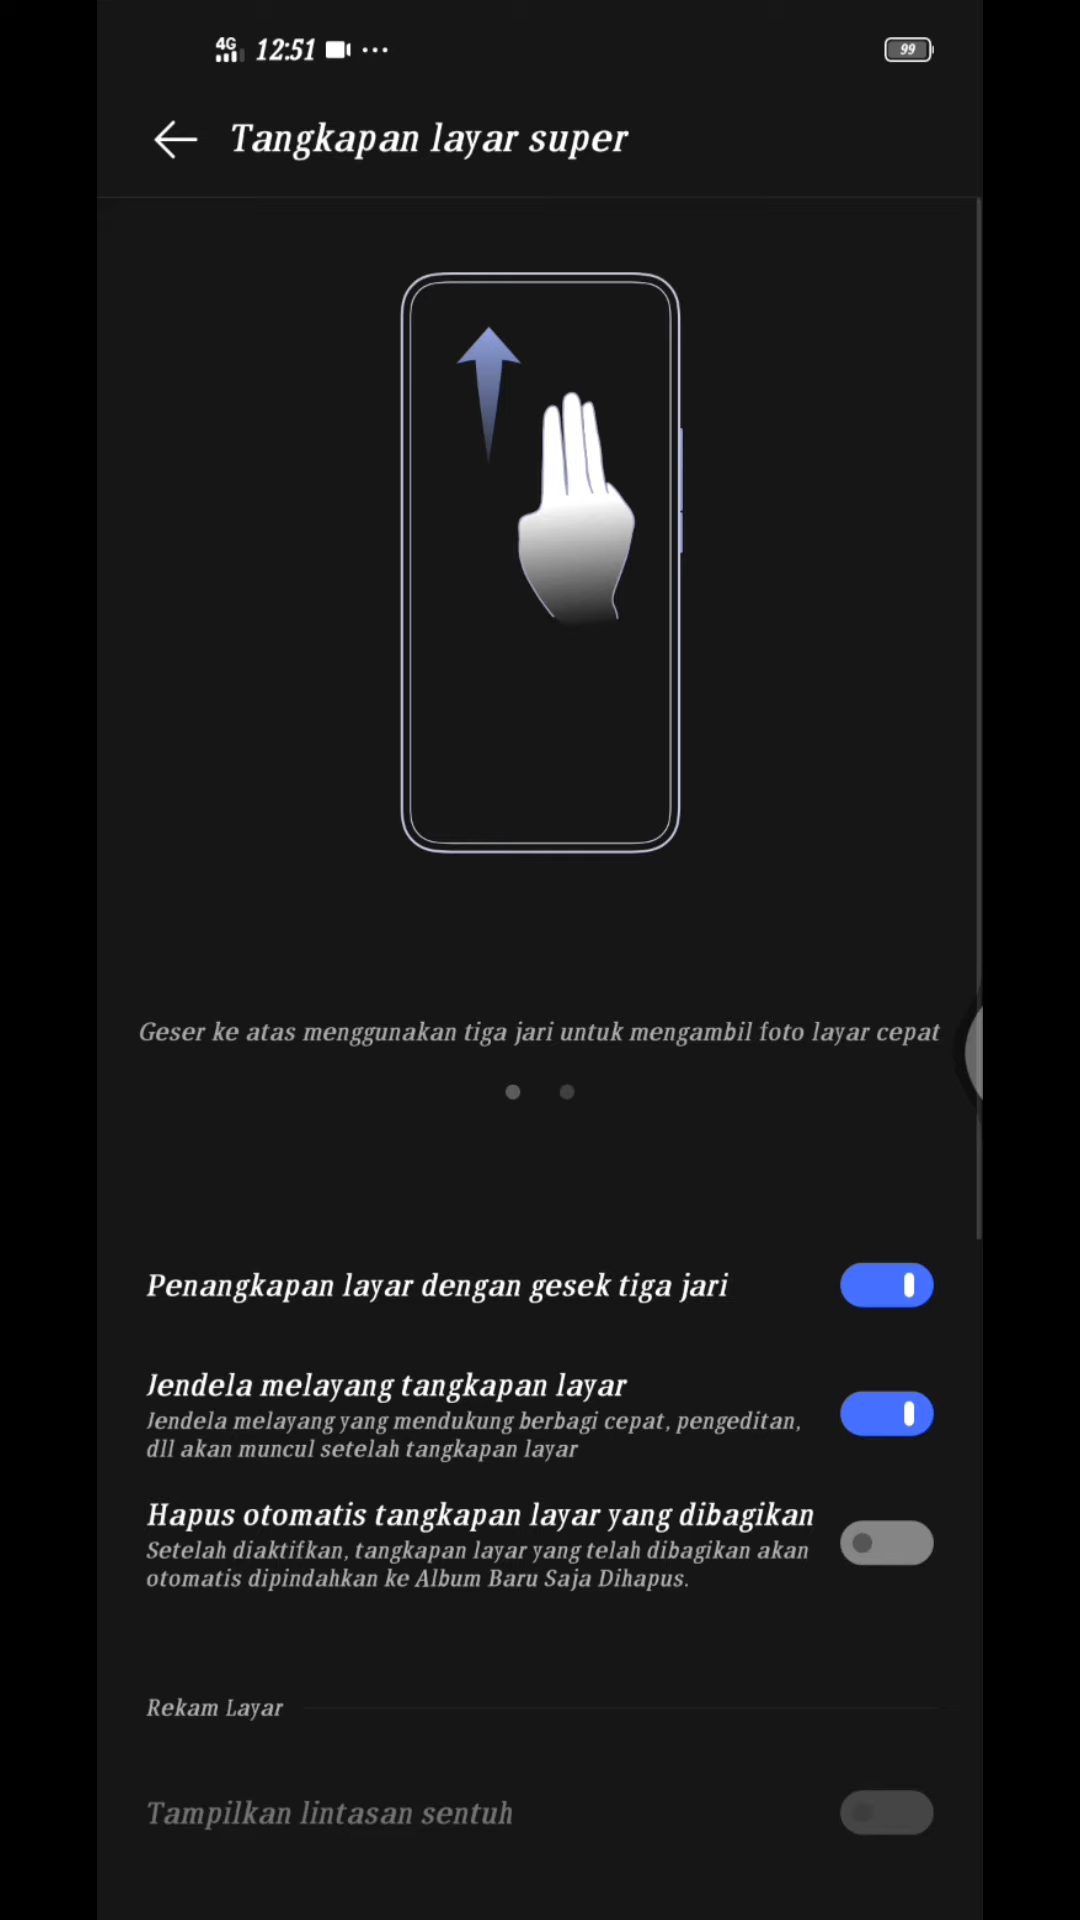 4G 12:51 99
Tangkapan layar super
Geser ke atas menggunakan tiga jari untuk mengambil foto layar cepat
Penangkapan layar dengan gesek tiga jari
Jendela melayang tangkapan layar
Jendela melayang yang mendukung berbagi cepat, pengeditan,
dll akan muncul setelah tangkapan layar
Hapus otomatis tangkapan layar yang dibagikan
Setelah diaktifkan, tangkapan layar yang telah dibagikan akan
otomatis dipindahkan ke Album Baru Saja Dihapus.
Rekam Layar
Tampilkan lintasan sentuh